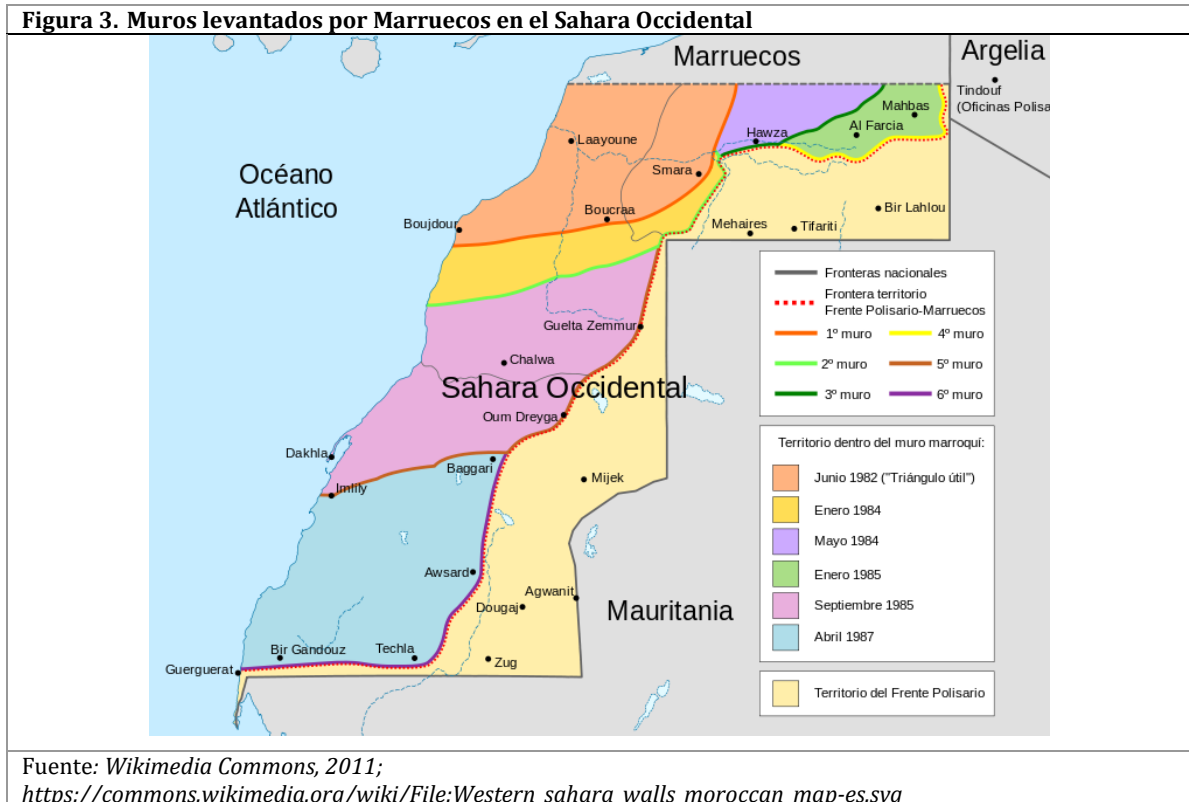 Figura 3. Muros levantados por Marruecos en el Sahara Occidental
Marruecos
Argelia
Tindouf
(Oficinas Polisa
Mahbas
Al Farcia
Hawza
Laayoune
Smara
Océano
Atlántico
Boucraa
Bir Lahlou
Boujdour
Mehaires
Tifariti
Fronteras nacionales
Frontera territorio
Frente Polisario-Marruecos
1º muro
4º muro
2º muro
5º muro
3º muro
6º muro
Guelta Zemmur
Chalwa
Sahara Occidental
Oum Dreyga
Dakhla
Baggari
Imlily
Mijek
Territorio dentro del muro marroquí:
Junio 1982 ("Triángulo útil")
Enero 1984
Mayo 1984
Enero 1985
Septiembre 1985
Abril 1987
Awsard
Agwanit
Dougaj
Mauritania
Bir Gandouz
Techla
Zug
Guerguerat
Territorio del Frente Polisario
Fuente: Wikimedia Commons, 2011;
https://commons.wikimedia.org/wiki/File:Western_sahara_walls_moroccan_map-es.svg